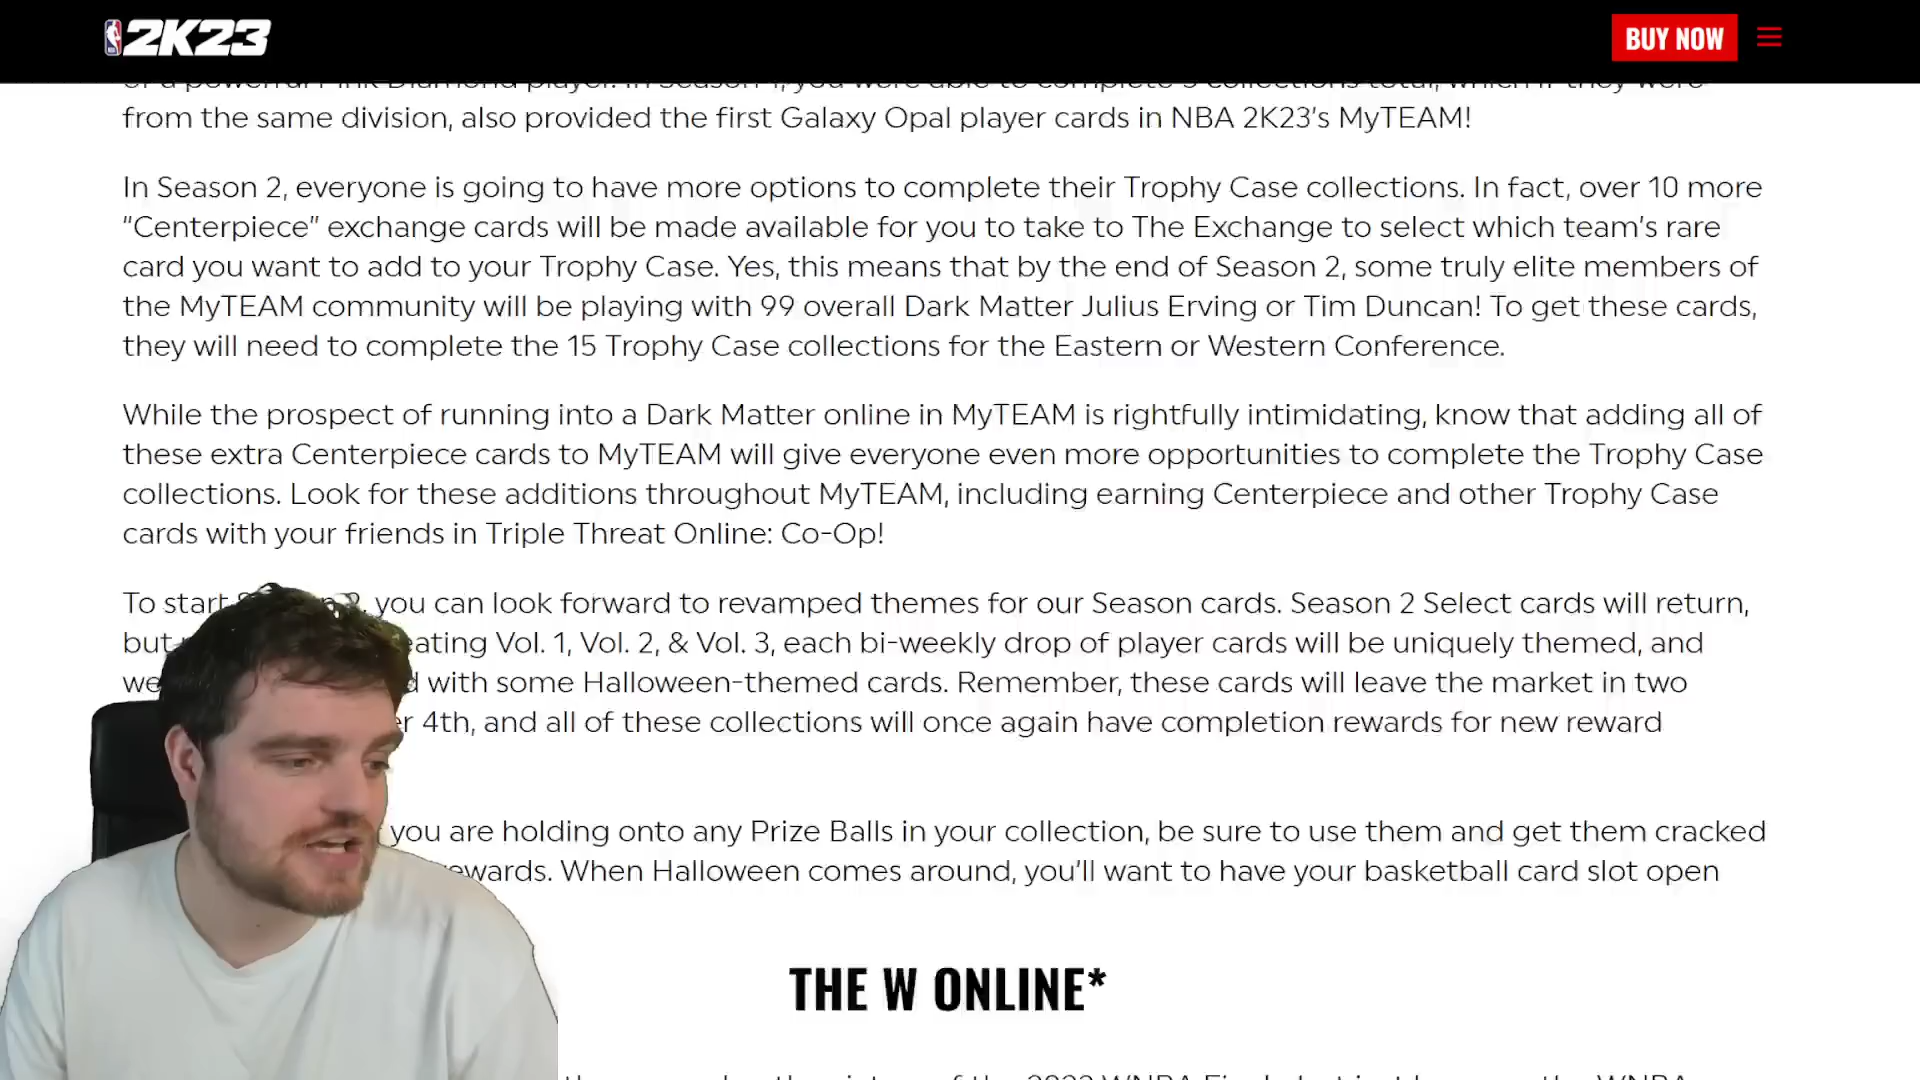 NBA 2K23
BUY NOW
from the same division, also provided the first Galaxy Opal player cards in NBA 2K23's MyTEAM!
In Season 2, everyone is going to have more options to complete their Trophy Case collections. In fact, over 10 more
“Centerpiece” exchange cards will be made available for you to take to The Exchange to select which team's rare
card you want to add to your Trophy Case. Yes, this means that by the end of Season 2, some truly elite members of
the MyTEAM community will be playing with 99 overall Dark Matter Julius Erving or Tim Duncan! To get these cards,
they will need to complete the 15 Trophy Case collections for the Eastern or Western Conference.
While the prospect of running into a Dark Matter online in MyTEAM is rightfully intimidating, know that adding all of
these extra Centerpiece cards to MyTEAM will give everyone even more opportunities to complete the Trophy Case
collections. Look for these additions throughout MyTEAM, including earning Centerpiece and other Trophy Case
cards with your friends in Triple Threat Online: Co-Op!
To start you can look forward to revamped themes for our Season cards. Season 2 Select cards will return,
but Vol. 1, Vol. 2, & Vol. 3, each bi-weekly drop of player cards will be uniquely themed, and
with some Halloween-themed cards. Remember, these cards will leave the market in two
4th, and all of these collections will once again have completion rewards for new reward
you are holding onto any Prize Balls in your collection, be sure to use them and get them cracked
When Halloween comes around, you'll want to have your basketball card slot open
THE W ONLINE*